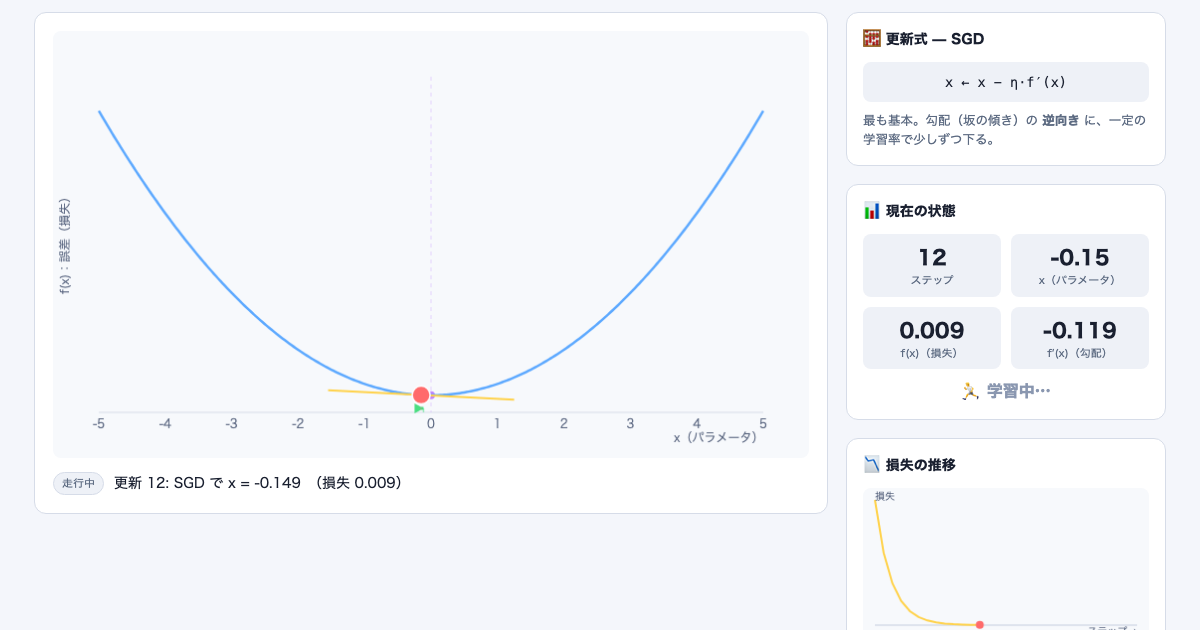 f(x)：誤差（損失）
-5 -4 -3 -2 -1 0 1 2 3 4 5
x（パラメータ）
走行中 更新 12: SGD で x = -0.149 （損失 0.009）
🧮 更新式 — SGD
x ← x − η·f′(x)
最も基本。勾配（坂の傾き）の 逆向き に、一定の
学習率で少しずつ下る。
📊 現在の状態
12
ステップ
-0.15
x（パラメータ）
0.009
f(x)（損失）
-0.119
f′(x)（勾配）
🏃 学習中…
📉 損失の推移
損失